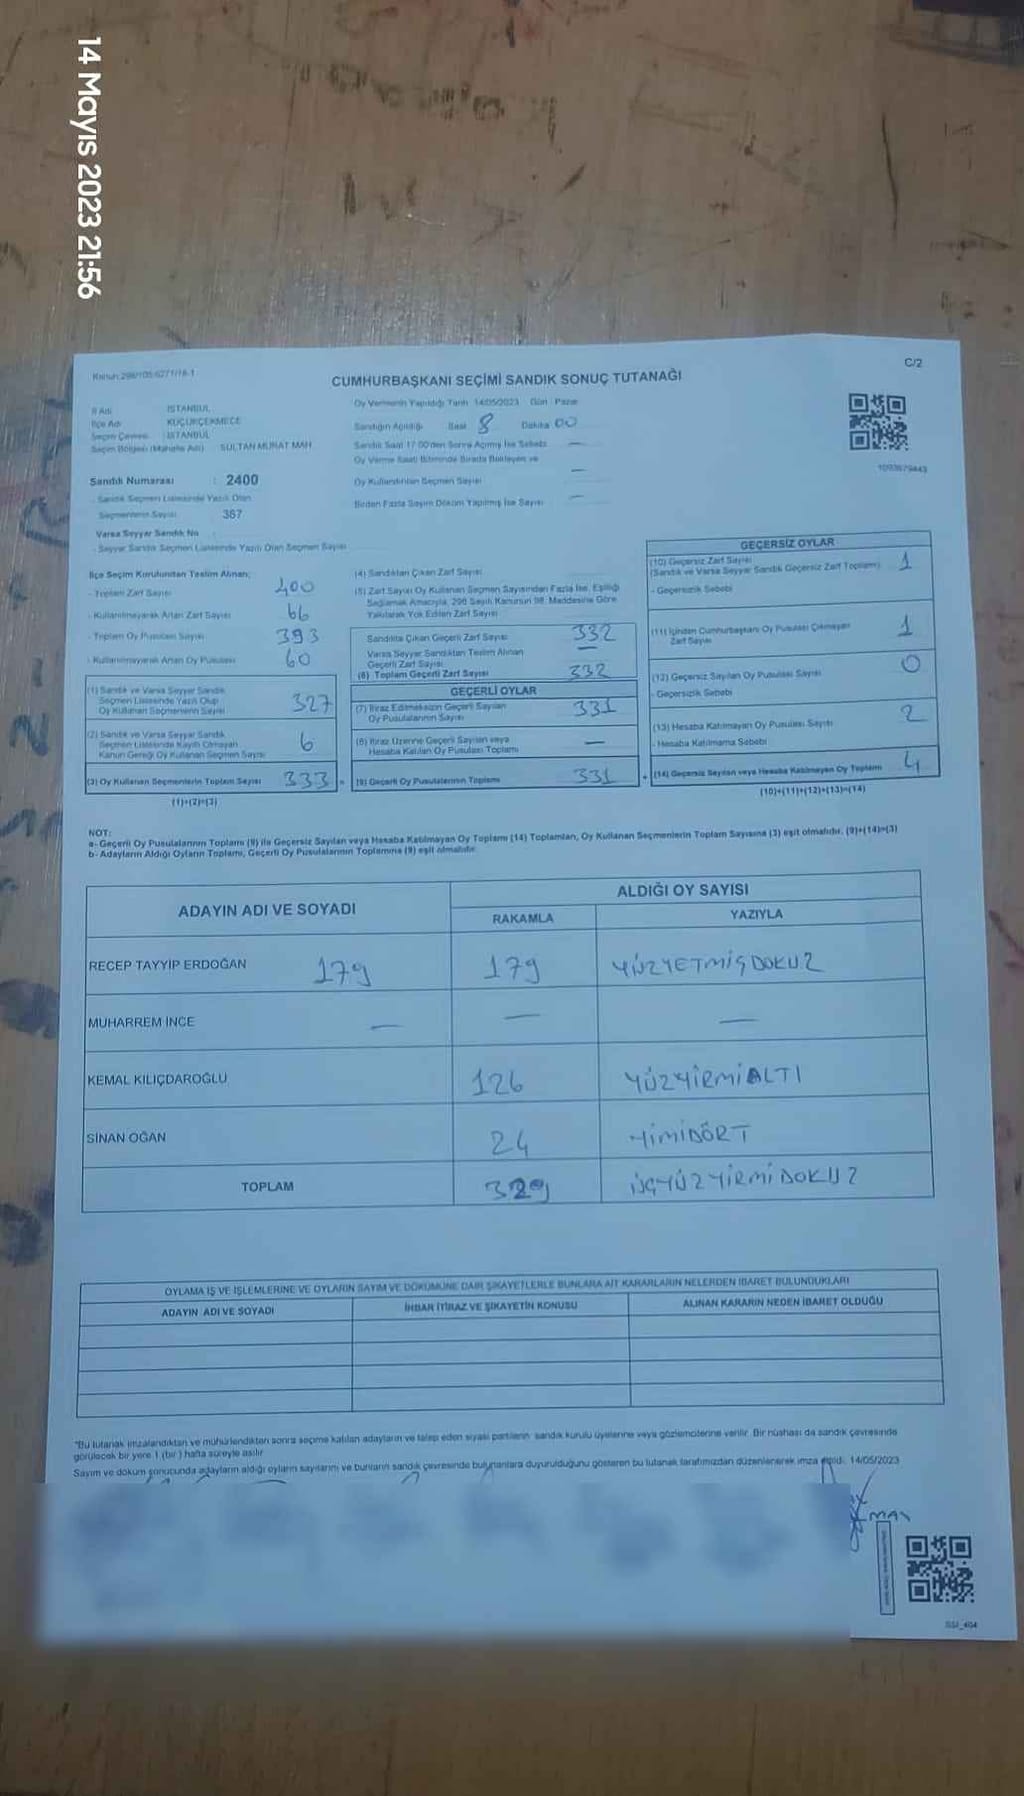 14 Mayıs 2023 21:56
Kanun:298/105-6271/18-1
C/2
CUMHURBAŞKANI SEÇİMİ SANDIK SONUÇ TUTANAĞI
İl Adı İSTANBUL
İlçe Adı KÜÇÜKÇEKMECE
Seçim Çevresi İSTANBUL
Seçim Bölgesi (Mahalle Adı) SULTAN MURAT MAH
Sandık Numarası : 2400
- Sandık Seçmen Listesinde Yazılı Olan
Seçmenlerin Sayısı 367
Varsa Seyyar Sandık No
- Seyyar Sandık Seçmen Listesinde Yazılı Olan Seçmen Sayısı
Oy Vermenin Yapıldığı Tarih 14/05/2023 Gün Pazar
Sandığın Açıldığı Saat 8 Dakika 00
Sandık Saat 17:00'den Sonra Açılmış İse Sebebi —
Oy Verme Saati Bitiminde Sırada Bekleyen ve
Oy Kullandırılan Seçmen Sayısı —
Birden Fazla Sayım Döküm Yapılmış İse Sayısı —
İlçe Seçim Kurulundan Teslim Alınan;
- Toplam Zarf Sayısı 400
- Kullanılmayarak Artan Zarf Sayısı 66
- Toplam Oy Pusulası Sayısı 393
- Kullanılmayarak Artan Oy Pusulası 60
(1) Sandık ve Varsa Seyyar Sandık
Seçmen Listesinde Yazılı Olup
Oy Kullanan Seçmenlerin Sayısı 327
(2) Sandık ve Varsa Seyyar Sandık
Seçmen Listesinde Kayıtlı Olmayan
Kanun Gereği Oy Kullanan Seçmen Sayısı 6
(3) Oy Kullanan Seçmenlerin Toplam Sayısı 333 =
(1)+(2)=(3)
(4) Sandıktan Çıkan Zarf Sayısı
(5) Zarf Sayısı Oy Kullanan Seçmen Sayısından Fazla İse, Eşitliği
Sağlamak Amacıyla, 298 Sayılı Kanunun 98. Maddesine Göre
Yakılarak Yok Edilen Zarf Sayısı
Sandıkta Çıkan Geçerli Zarf Sayısı 332
Varsa Seyyar Sandıktan Teslim Alınan
Geçerli Zarf Sayısı —
(6) Toplam Geçerli Zarf Sayısı 332
GEÇERLİ OYLAR
(7) İtiraz Edilmeksizin Geçerli Sayılan
Oy Pusulalarının Sayısı 331
(8) İtiraz Üzerine Geçerli Sayılan veya
Hesaba Katılan Oy Pusulası Toplamı —
(9) Geçerli Oy Pusulalarının Toplamı 331 +
GEÇERSİZ OYLAR
(10) Geçersiz Zarf Sayısı
(Sandık ve Varsa Seyyar Sandık Geçersiz Zarf Toplamı) 1
- Geçersizlik Sebebi
(11) İçinden Cumhurbaşkanı Oy Pusulası Çıkmayan
Zarf Sayısı 1
(12) Geçersiz Sayılan Oy Pusulası Sayısı 0
- Geçersizlik Sebebi
(13) Hesaba Katılmayan Oy Pusulası Sayısı 2
- Hesaba Katılmama Sebebi
(14) Geçersiz Sayılan veya Hesaba Katılmayan Oy Toplamı 4
(10)+(11)+(12)+(13)=(14)
NOT:
a- Geçerli Oy Pusulalarının Toplamı (9) ile Geçersiz Sayılan veya Hesaba Katılmayan Oy Toplamı (14) Toplamları, Oy Kullanan Seçmenlerin Toplam Sayısına (3) eşit olmalıdır. (9)+(14)=(3)
b- Adayların Aldığı Oyların Toplamı, Geçerli Oy Pusulalarının Toplamına (9) eşit olmalıdır.
ADAYIN ADI VE SOYADI
ALDIĞI OY SAYISI
RAKAMLA YAZIYLA
RECEP TAYYİP ERDOĞAN 179 179 YÜZYETMİŞDOKUZ
MUHARREM İNCE — — —
KEMAL KILIÇDAROĞLU 126 YÜZYİRMİALTI
SİNAN OĞAN 24 YİMİDÖRT
TOPLAM 329 ÜÇYÜZYİRMİDOKUZ
OYLAMA İŞ VE İŞLEMLERİNE VE OYLARIN SAYIM VE DÖKÜMÜNE DAİR ŞİKAYETLERLE BUNLARA AİT KARARLARIN NELERDEN İBARET BULUNDUKLARI
ADAYIN ADI VE SOYADI İHBAR İTİRAZ VE ŞİKAYETİN KONUSU ALINAN KARARIN NEDEN İBARET OLDUĞU
*Bu tutanak imzalandıktan ve mühürlendikten sonra seçime katılan adayların ve talep eden siyasi partilerin sandık kurulu üyelerine veya gözlemcilerine verilir. Bir nüshası da sandık çevresinde
görülecek bir yere 1 (bir) hafta süreyle asılır.
Sayım ve döküm sonucunda adayların aldığı oyların sayılarını ve bunların sandık çevresinde bulunanlara duyurulduğunu gösteren bu tutanak tarafımızdan düzenlenerek imza edildi. 14/05/2023